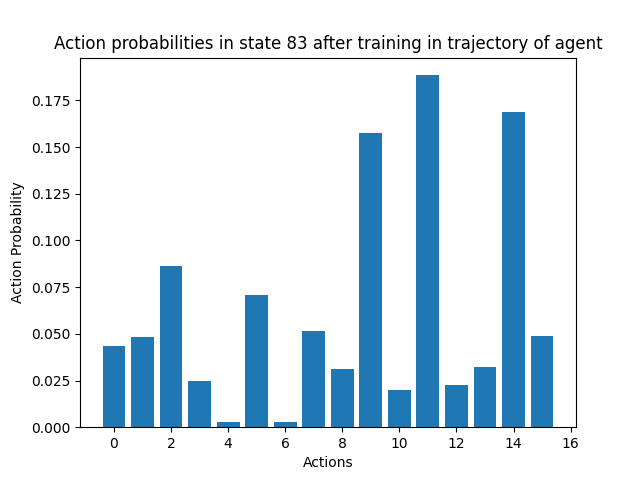 Action probabilities in state 83 after training in trajectory of agent
0.175
0.150
0.125
0.100
0.075
0.050
0.025
0.000
Action Probability
0 2 4 6 8 10 12 14 16
Actions